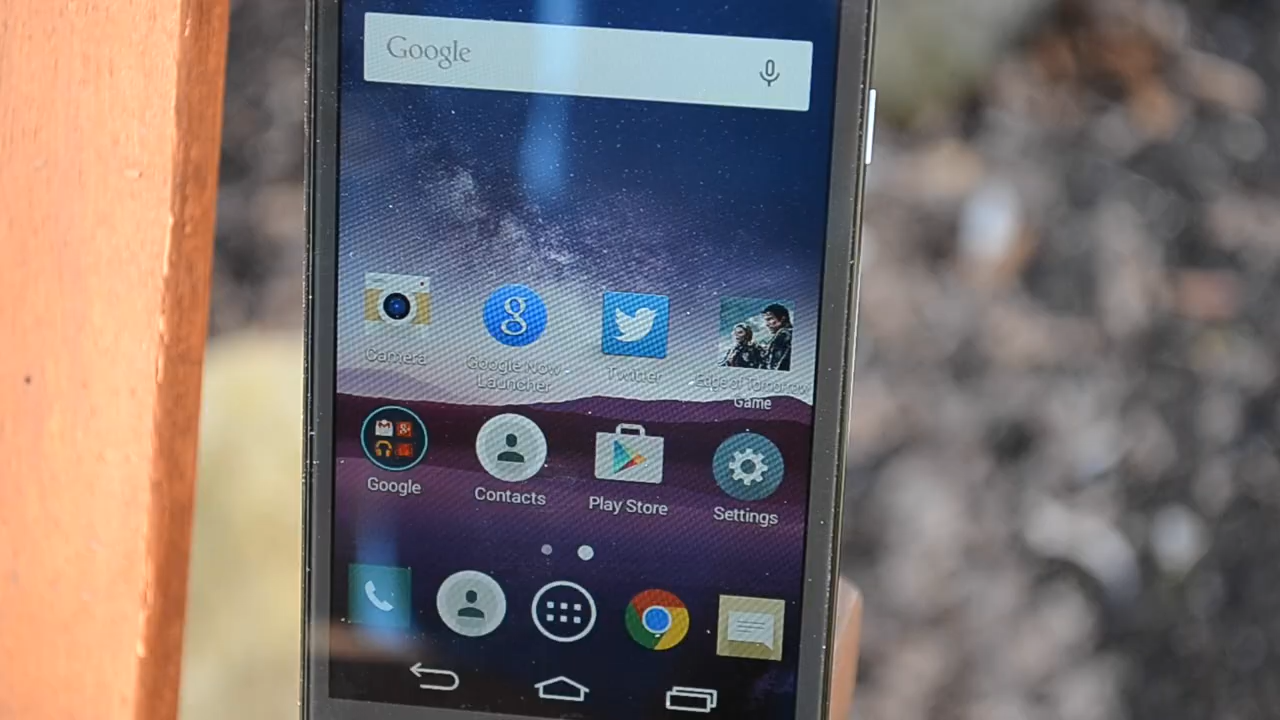 Google
Camera
Google Now
Launcher
Twitter
Edge of Tomorrow
Game
Google
Contacts
Play Store
Settings